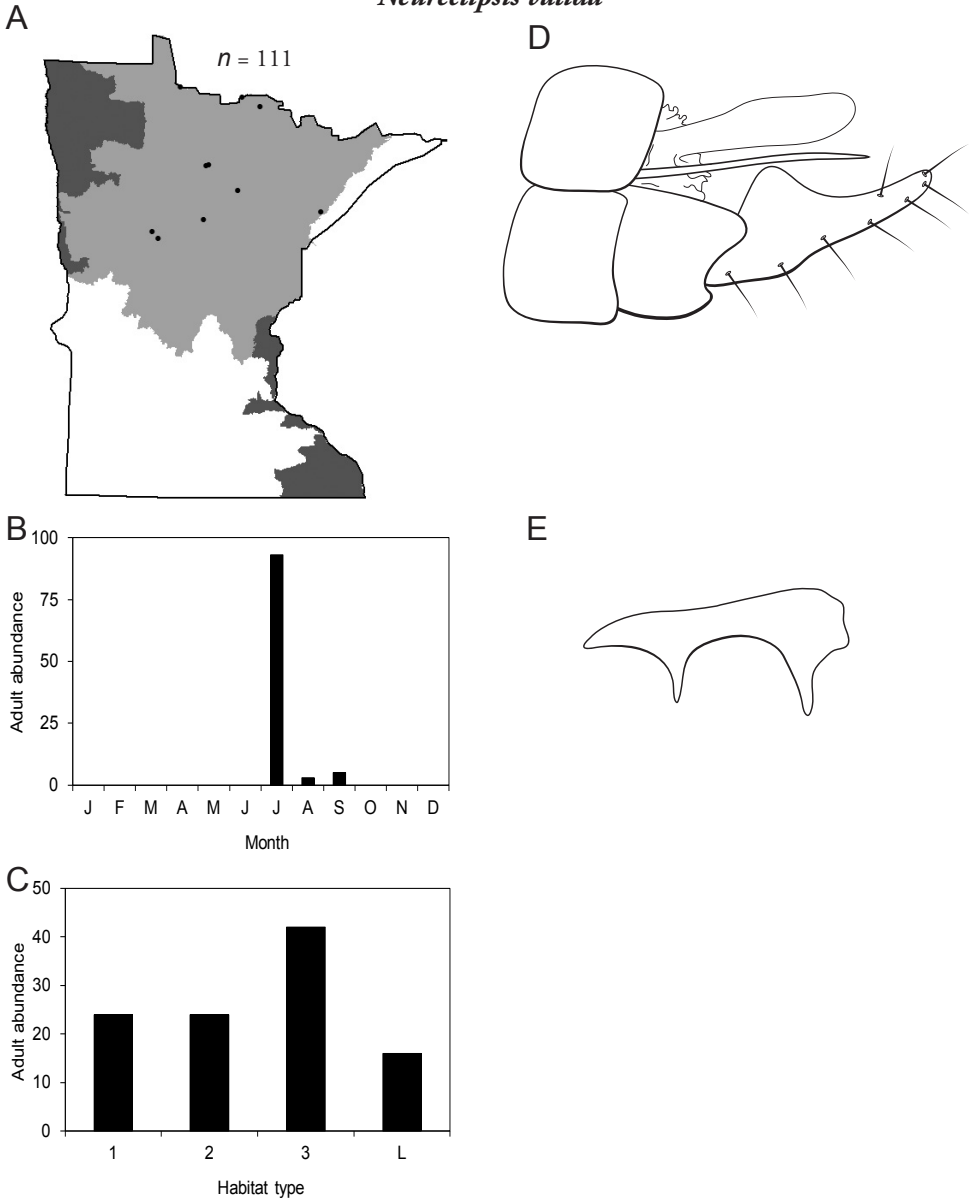 Neureclipsis valida
A
n = 111
D
B
100
75
50
25
0
Adult abundance
J F M A M J J A S O N D
Month
E
C
50
40
30
20
10
0
Adult abundance
1 2 3 L
Habitat type